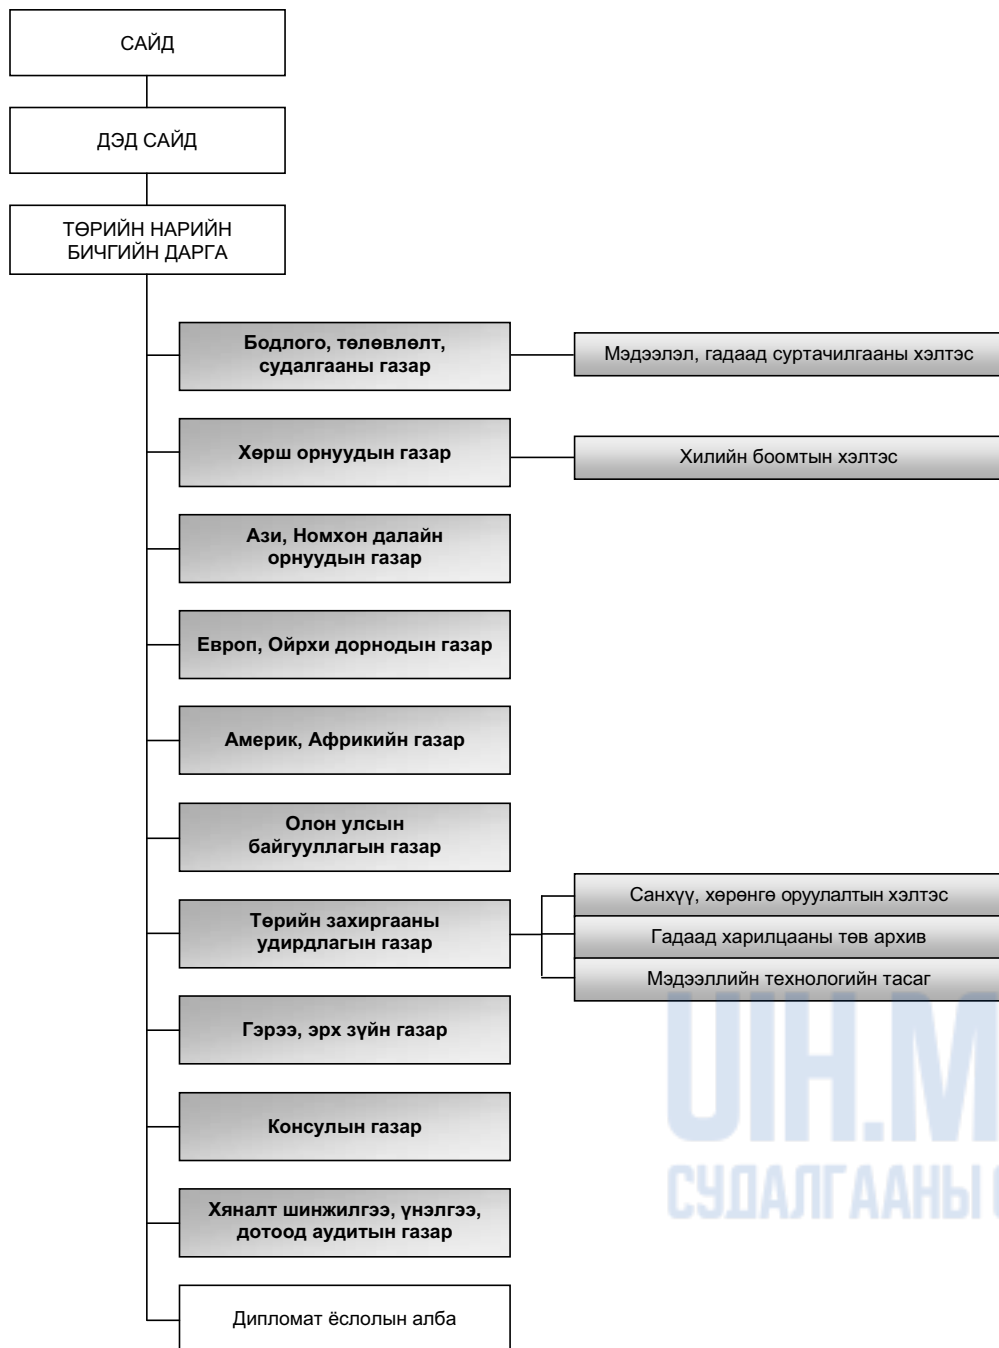 САЙД
ДЭД САЙД
ТӨРИЙН НАРИЙН
БИЧГИЙН ДАРГА
Бодлого, төлөвлөлт,
судалгааны газар
Мэдээлэл, гадаад суртачилгааны хэлтэс
Хөрш орнуудын газар
Хилийн боомтын хэлтэс
Ази, Номхон далайн
орнуудын газар
Европ, Ойрхи дорнодын газар
Америк, Африкийн газар
Олон улсын
байгууллагын газар
Төрийн захиргааны
удирдлагын газар
Санхүү, хөрөнгө оруулалтын хэлтэс
Гадаад харилцааны төв архив
Мэдээллийн технологийн тасаг
Гэрээ, эрх зүйн газар
Консулын газар
Хяналт шинжилгээ, үнэлгээ,
дотоод аудитын газар
Дипломат ёслолын алба
UIH.M
СУДАЛГААНЫ